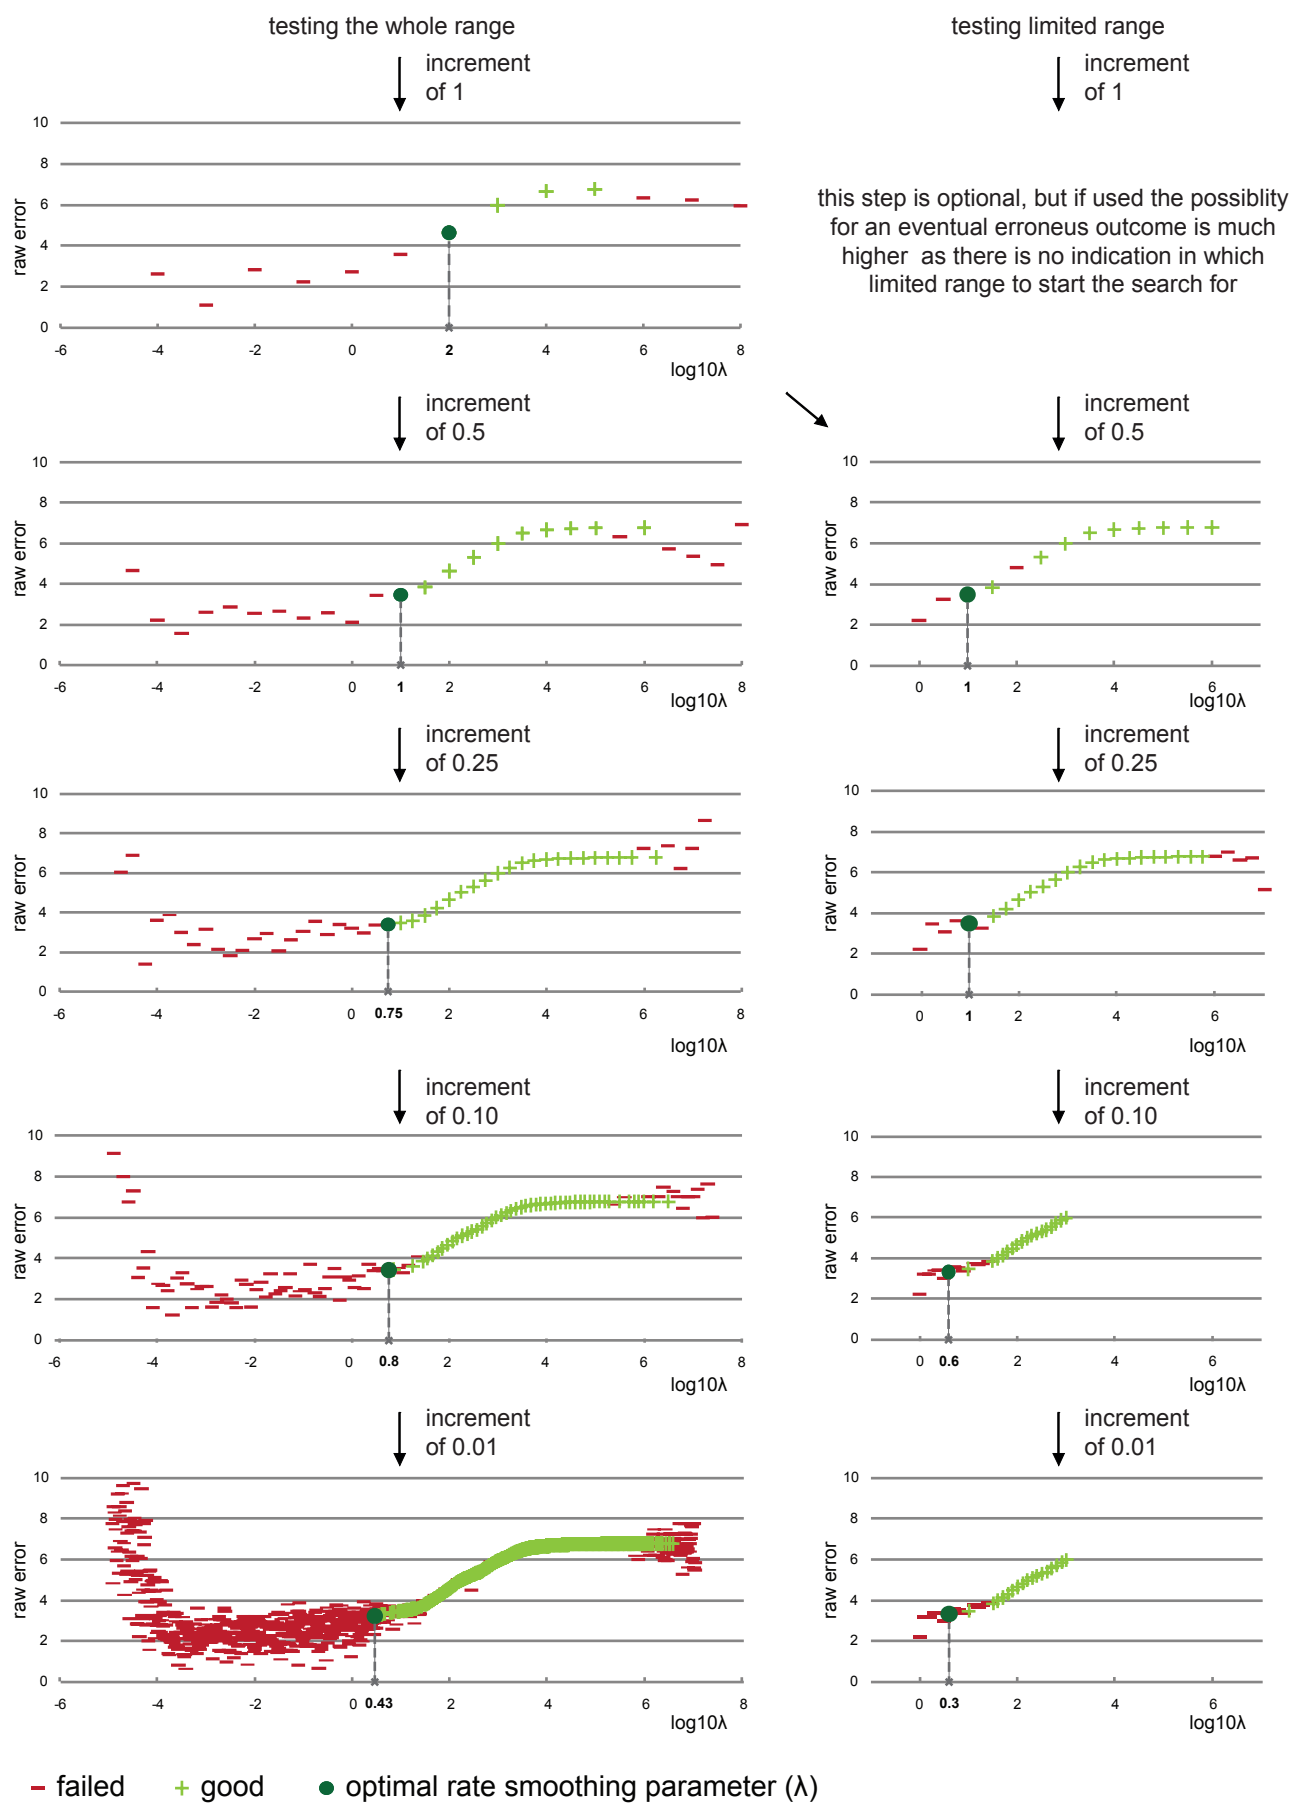 testing the whole range
testing limited range
increment
of 1
increment
of 1
10
8
6
4
2
0
raw error
-6 -4 -2 0 2 4 6 8
log10λ
this step is optional, but if used the possiblity
for an eventual erroneus outcome is much
higher as there is no indication in which
limited range to start the search for
increment
of 0.5
increment
of 0.5
10
8
6
4
2
0
raw error
-6 -4 -2 0 1 2 4 6 8
log10λ
10
8
6
4
2
0
raw error
0 1 2 4 6
log10λ
increment
of 0.25
increment
of 0.25
10
8
6
4
2
0
raw error
-6 -4 -2 0 0.75 2 4 6 8
log10λ
10
8
6
4
2
0
raw error
0 1 2 4 6
log10λ
increment
of 0.10
increment
of 0.10
10
8
6
4
2
0
raw error
-6 -4 -2 0 0.8 2 4 6 8
log10λ
10
8
6
4
2
0
raw error
0 0.6 2 4 6
log10λ
increment
of 0.01
increment
of 0.01
10
8
6
4
2
0
raw error
-6 -4 -2 0 0.43 2 4 6 8
log10λ
10
8
6
4
2
0
raw error
0 0.3 2 4 6
log10λ
failed good optimal rate smoothing parameter (λ)